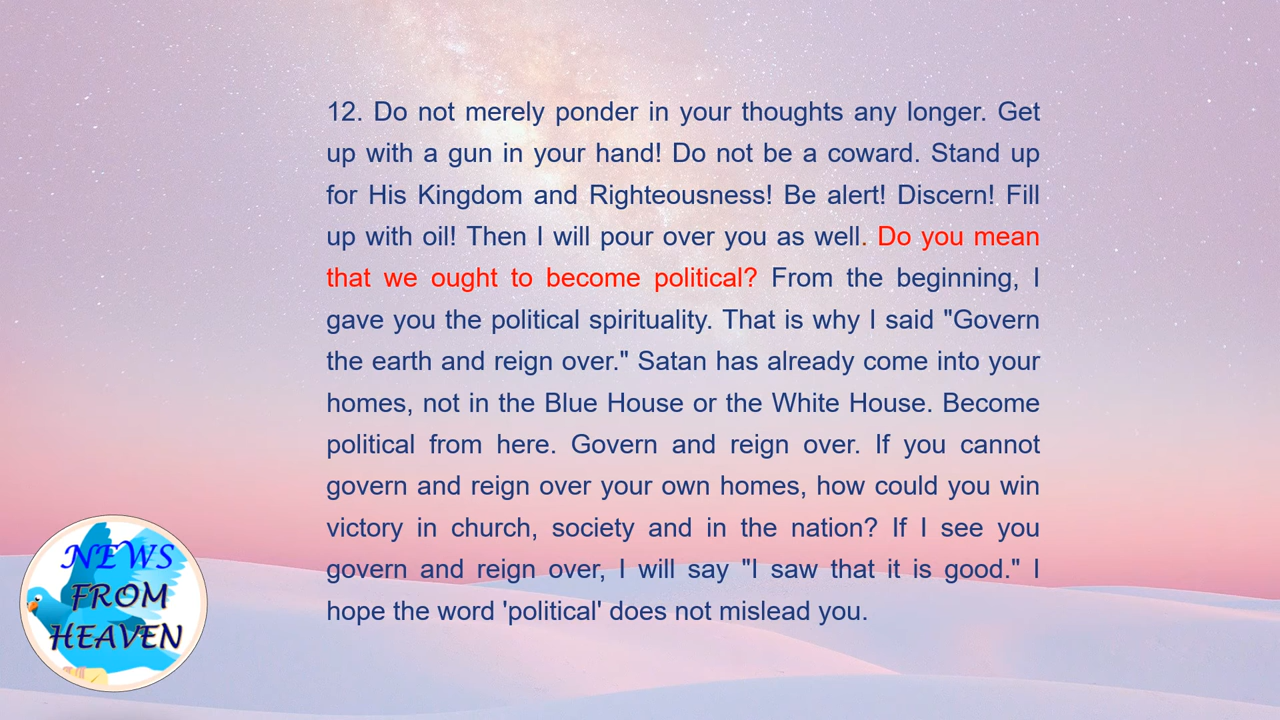 12. Do not merely ponder in your thoughts any longer. Get
up with a gun in your hand! Do not be a coward. Stand up
for His Kingdom and Righteousness! Be alert! Discern! Fill
up with oil! Then I will pour over you as well. Do you mean
that we ought to become political? From the beginning, I
gave you the political spirituality. That is why I said "Govern
the earth and reign over." Satan has already come into your
homes, not in the Blue House or the White House. Become
political from here. Govern and reign over. If you cannot
govern and reign over your own homes, how could you win
victory in church, society and in the nation? If I see you
govern and reign over, I will say "I saw that it is good." I
hope the word 'political' does not mislead you.
NEWS
FROM
HEAVEN